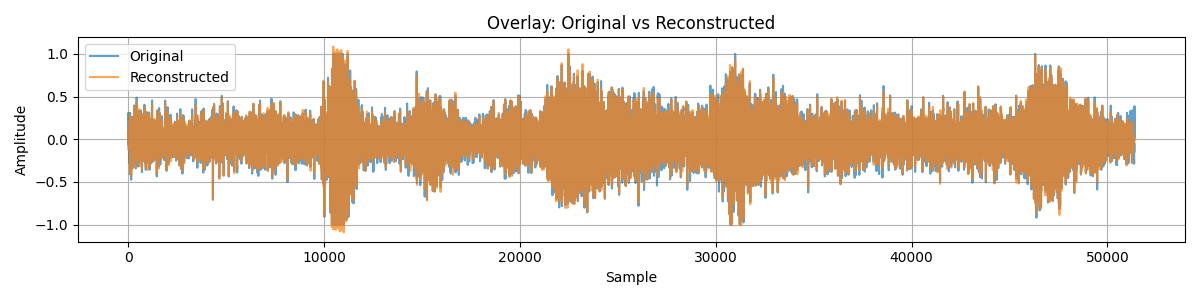 Overlay: Original vs Reconstructed
Original
Reconstructed
Amplitude
1.0
0.5
0.0
−0.5
−1.0
0 10000 20000 30000 40000 50000
Sample